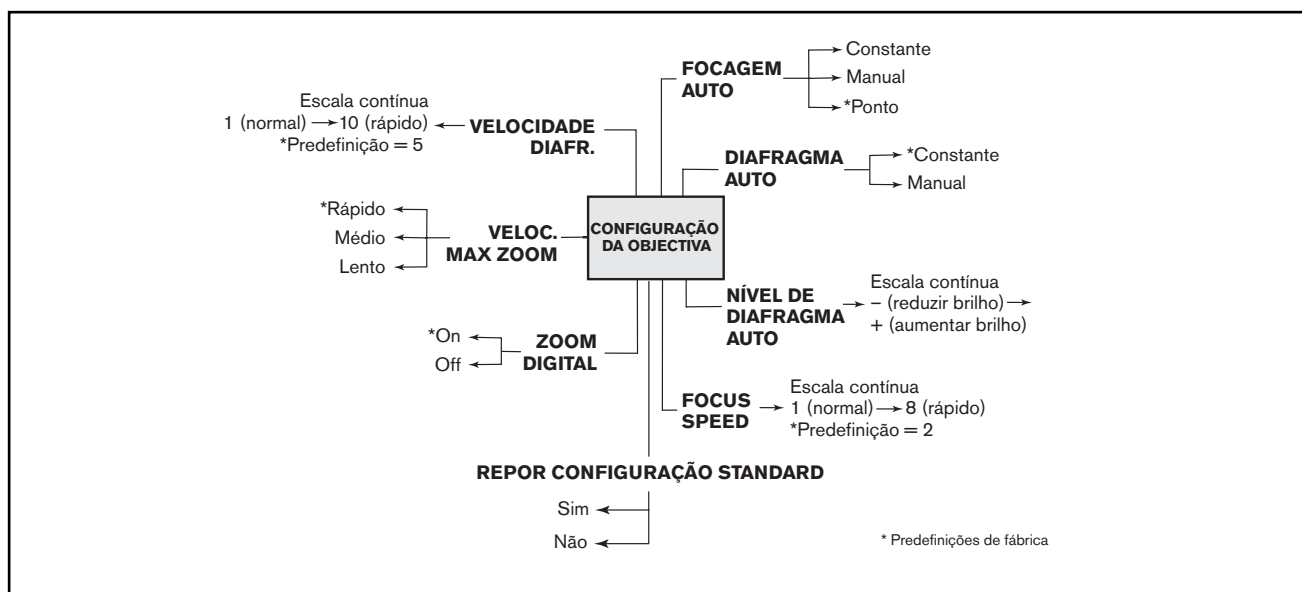 FOCAGEM
AUTO
Constante
Manual
*Ponto
Escala contínua
1 (normal) → 10 (rápido)
*Predefinição = 5
VELOCIDADE
DIAFR.
DIAFRAGMA
AUTO
*Constante
Manual
*Rápido
Médio
Lento
VELOC.
MAX ZOOM
CONFIGURAÇÃO
DA OBJECTIVA
NÍVEL DE
DIAFRAGMA
AUTO
Escala contínua
– (reduzir brilho) →
+ (aumentar brilho)
*On
Off
ZOOM
DIGITAL
FOCUS
SPEED
Escala contínua
1 (normal) → 8 (rápido)
*Predefinição = 2
REPOR CONFIGURAÇÃO STANDARD
Sim
Não
* Predefinições de fábrica